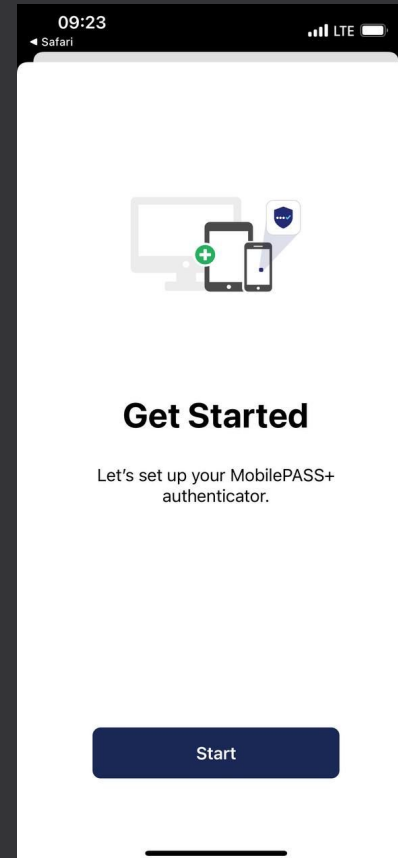 09:23
LTE
◀ Safari
Get Started
Let's set up your MobilePASS+
authenticator.
Start